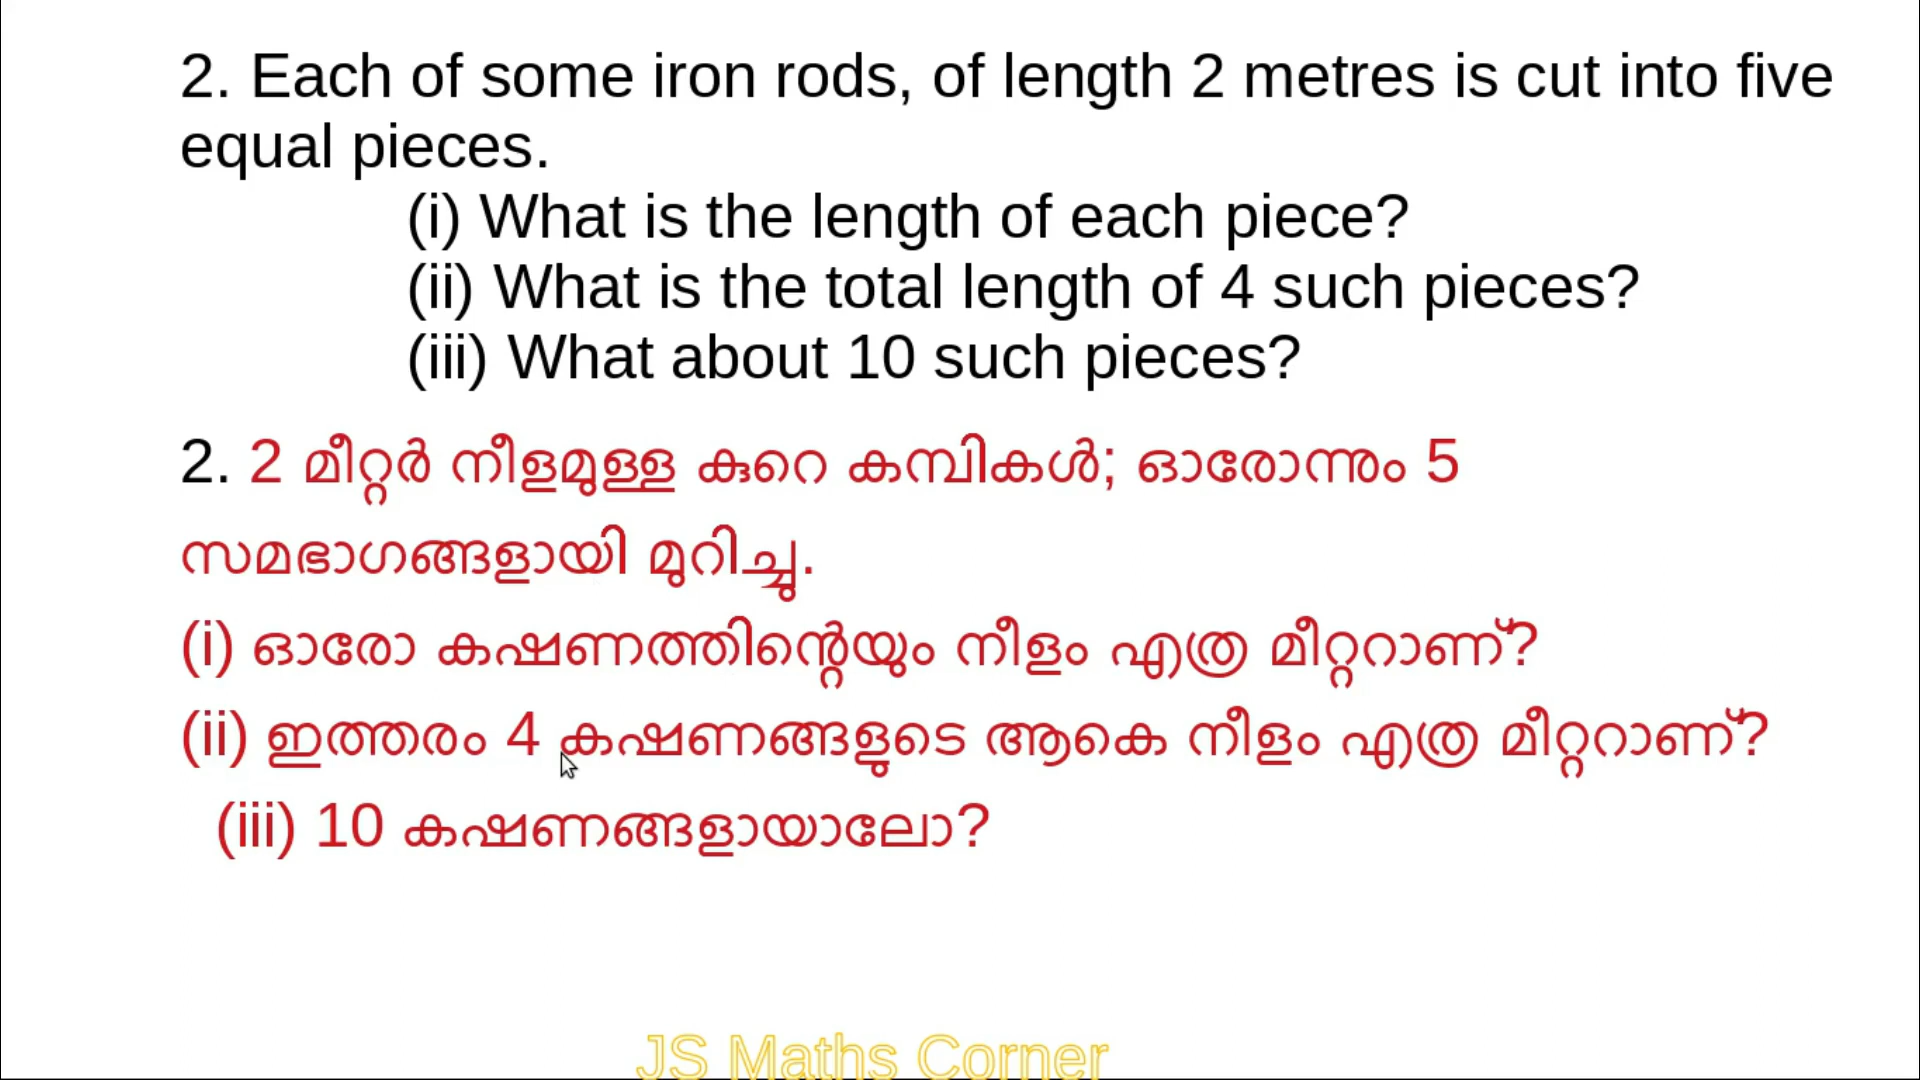 2. Each of some iron rods, of length 2 metres is cut into five
equal pieces.
(i) What is the length of each piece?
(ii) What is the total length of 4 such pieces?
(iii) What about 10 such pieces?
2. 2 മീറ്റർ നീളമുള്ള കുറെ കമ്പികൾ; ഓരോന്നും 5
സമഭാഗങ്ങളായി മുറിച്ചു.
(i) ഓരോ കഷണത്തിന്റെയും നീളം എത്ര മീറ്ററാണ്?
(ii) ഇത്തരം 4 കഷണങ്ങളുടെ ആകെ നീളം എത്ര മീറ്ററാണ്?
(iii) 10 കഷണങ്ങളായാലോ?
JS Maths Corner